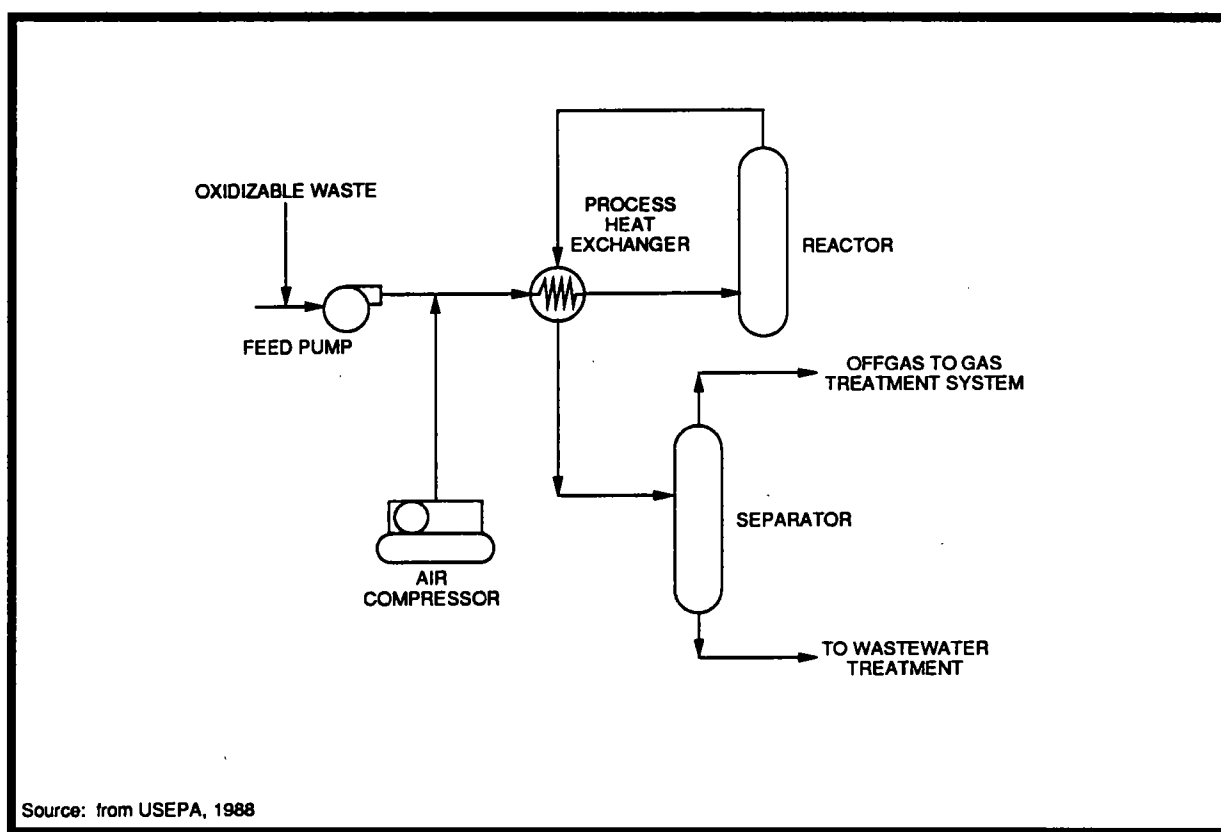 OXIDIZABLE WASTE
PROCESS
HEAT
EXCHANGER
REACTOR
FEED PUMP
OFFGAS TO GAS
TREATMENT SYSTEM
SEPARATOR
AIR
COMPRESSOR
TO WASTEWATER
TREATMENT
Source: from USEPA, 1988